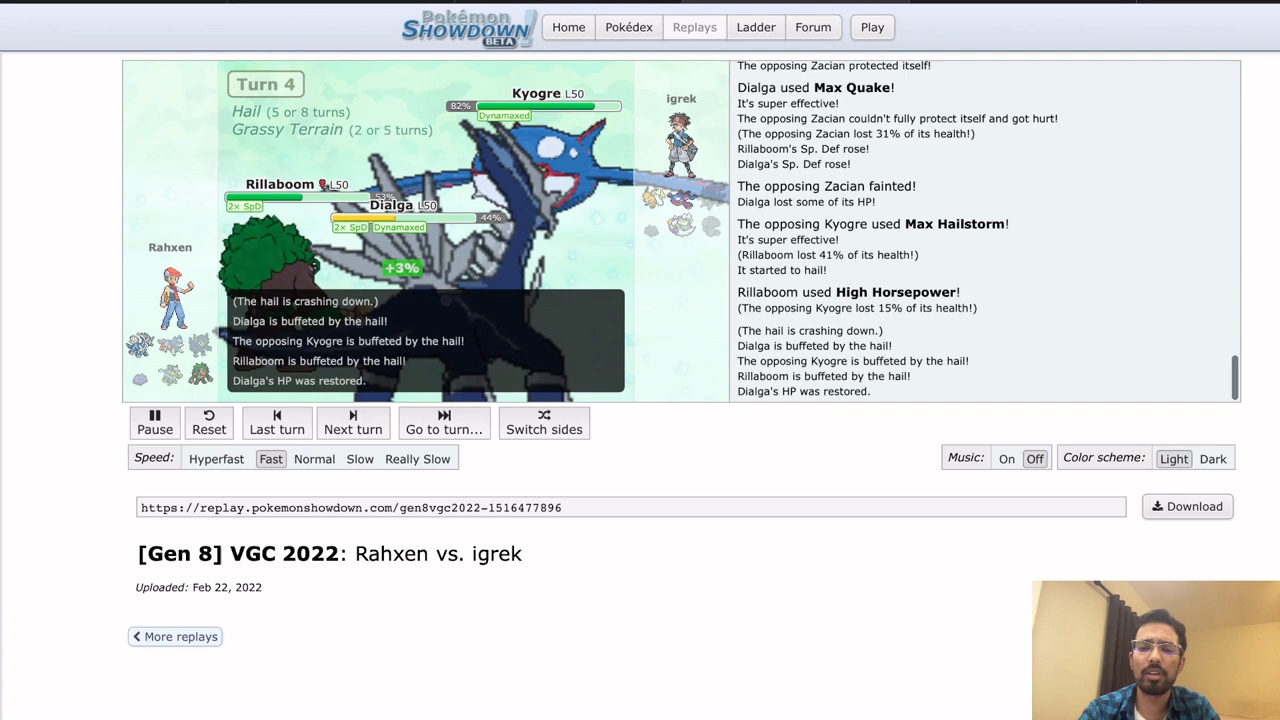 Pokémon
SHOWDOWN!
BETA
Home
Pokédex
Replays
Ladder
Forum
Play
Turn 4
Hail (5 or 8 turns)
Grassy Terrain (2 or 5 turns)
Kyogre L50
82%
Dynamaxed
Rillaboom L50
53%
2× SpD
Dialga L50
44%
2× SpD Dynamaxed
+3%
Rahxen
igrek
(The hail is crashing down.)
Dialga is buffeted by the hail!
The opposing Kyogre is buffeted by the hail!
Rillaboom is buffeted by the hail!
Dialga's HP was restored.
The opposing Zacian protected itself!
Dialga used Max Quake!
It's super effective!
The opposing Zacian couldn't fully protect itself and got hurt!
(The opposing Zacian lost 31% of its health!)
Rillaboom's Sp. Def rose!
Dialga's Sp. Def rose!
The opposing Zacian fainted!
Dialga lost some of its HP!
The opposing Kyogre used Max Hailstorm!
It's super effective!
(Rillaboom lost 41% of its health!)
It started to hail!
Rillaboom used High Horsepower!
(The opposing Kyogre lost 15% of its health!)
(The hail is crashing down.)
Dialga is buffeted by the hail!
The opposing Kyogre is buffeted by the hail!
Rillaboom is buffeted by the hail!
Dialga's HP was restored.
Pause
Reset
Last turn
Next turn
Go to turn...
Switch sides
Speed: Hyperfast Fast Normal Slow Really Slow
Music: On Off
Color scheme: Light Dark
https://replay.pokemonshowdown.com/gen8vgc2022-1516477896
Download
[Gen 8] VGC 2022: Rahxen vs. igrek
Uploaded: Feb 22, 2022
More replays